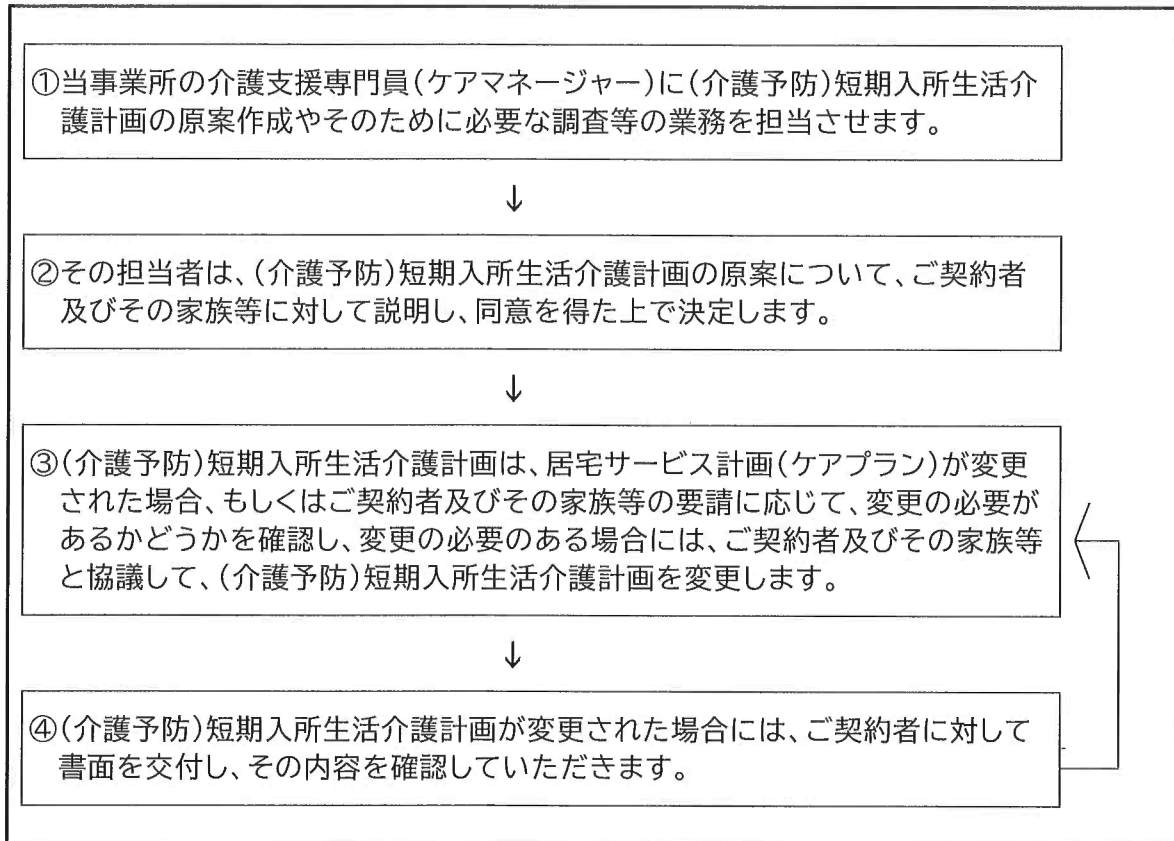 ①当事業所の介護支援専門員(ケアマネージャー)に(介護予防)短期入所生活介
護計画の原案作成やそのために必要な調査等の業務を担当させます。
↓
②その担当者は、(介護予防)短期入所生活介護計画の原案について、ご契約者
及びその家族等に対して説明し、同意を得た上で決定します。
↓
③(介護予防)短期入所生活介護計画は、居宅サービス計画(ケアプラン)が変更
された場合、もしくはご契約者及びその家族等の要請に応じて、変更の必要が
あるかどうかを確認し、変更の必要のある場合には、ご契約者及びその家族等
と協議して、(介護予防)短期入所生活介護計画を変更します。
↓
④(介護予防)短期入所生活介護計画が変更された場合には、ご契約者に対して
書面を交付し、その内容を確認していただきます。